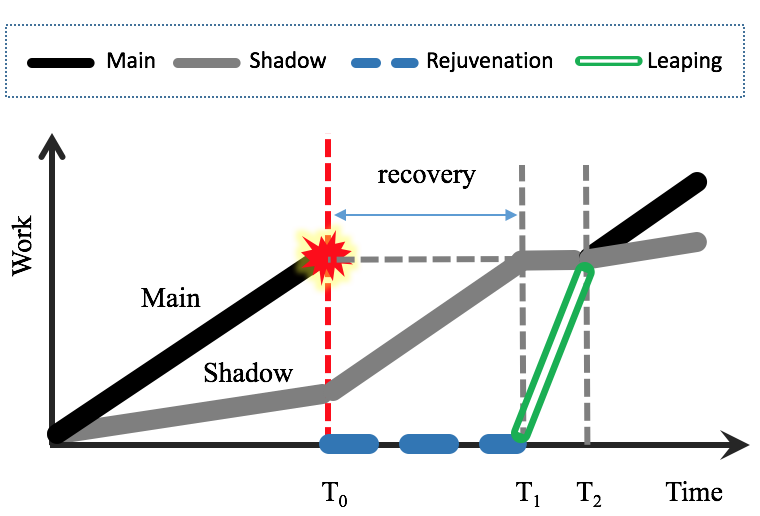 Main Shadow Rejuvenation Leaping
recovery
Work
Main
Shadow
T₀ T₁ T₂ Time